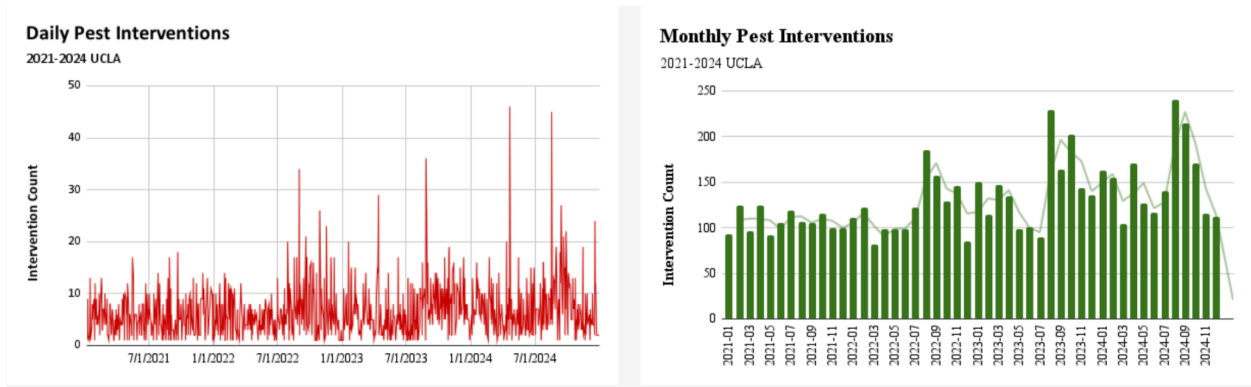 Daily Pest Interventions
2021-2024 UCLA
Intervention Count
50
40
30
20
10
0
7/1/2021 1/1/2022 7/1/2022 1/1/2023 7/1/2023 1/1/2024 7/1/2024
Monthly Pest Interventions
2021-2024 UCLA
Intervention Count
250
200
150
100
50
0
2021-01 2021-03 2021-05 2021-07 2021-09 2021-11 2022-01 2022-03 2022-05 2022-07 2022-09 2022-11 2023-01 2023-03 2023-05 2023-07 2023-09 2023-11 2024-01 2024-03 2024-05 2024-07 2024-09 2024-11